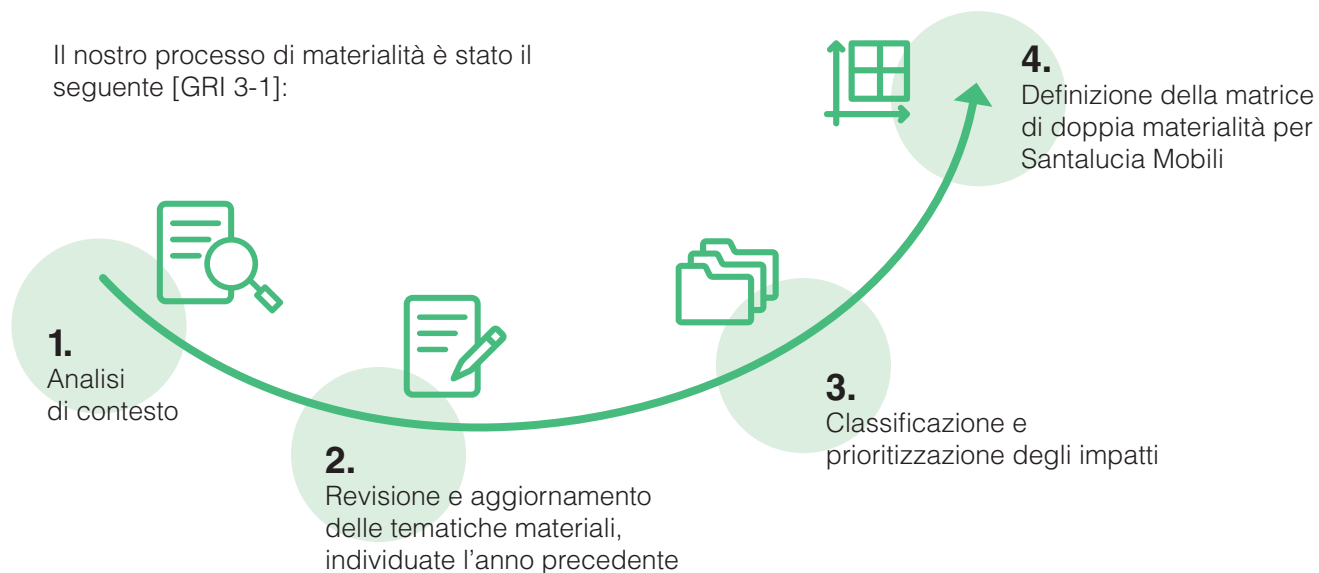 Il nostro processo di materialità è stato il
seguente [GRI 3-1]:
1.
Analisi
di contesto
2.
Revisione e aggiornamento
delle tematiche materiali,
individuate l’anno precedente
3.
Classificazione e
prioritizzazione degli impatti
4.
Definizione della matrice
di doppia materialità per
Santalucia Mobili